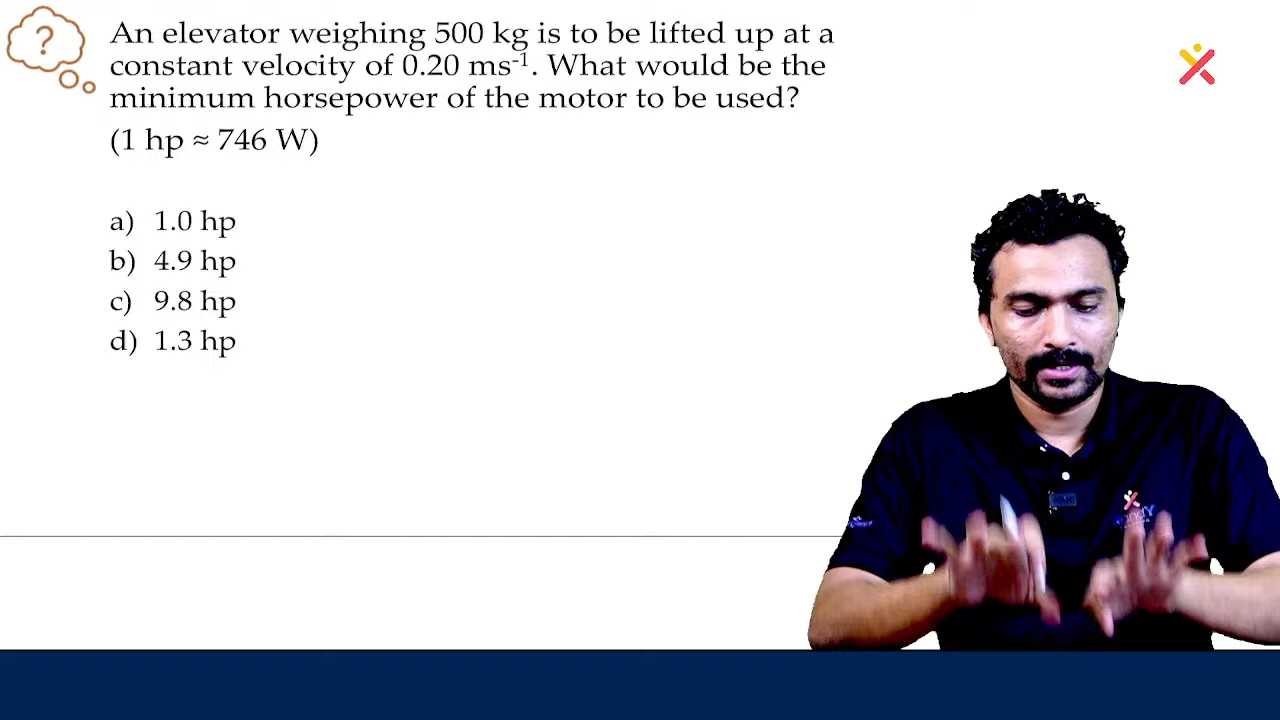 ?
An elevator weighing 500 kg is to be lifted up at a
constant velocity of 0.20 ms⁻¹. What would be the
minimum horsepower of the motor to be used?
(1 hp ≈ 746 W)
a) 1.0 hp
b) 4.9 hp
c) 9.8 hp
d) 1.3 hp